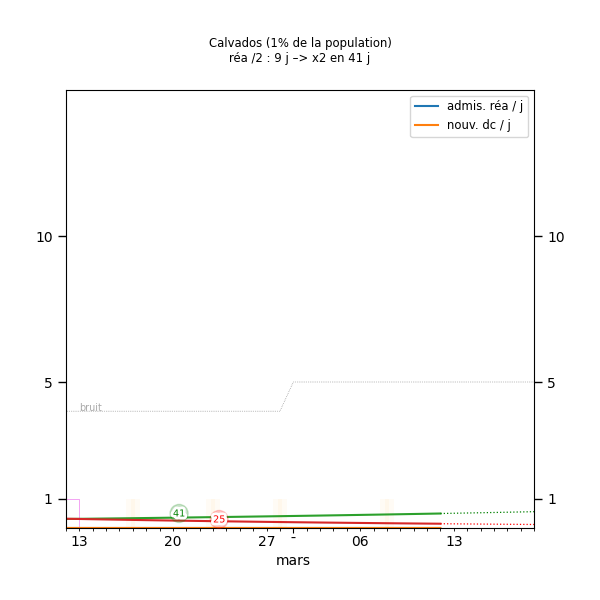 Calvados (1% de la population)
réa /2 : 9 j –> x2 en 41 j
admis. réa / j
nouv. dc / j
10 10
5 5
bruit
1 1
41
25
13 20 27 - 06 13
mars